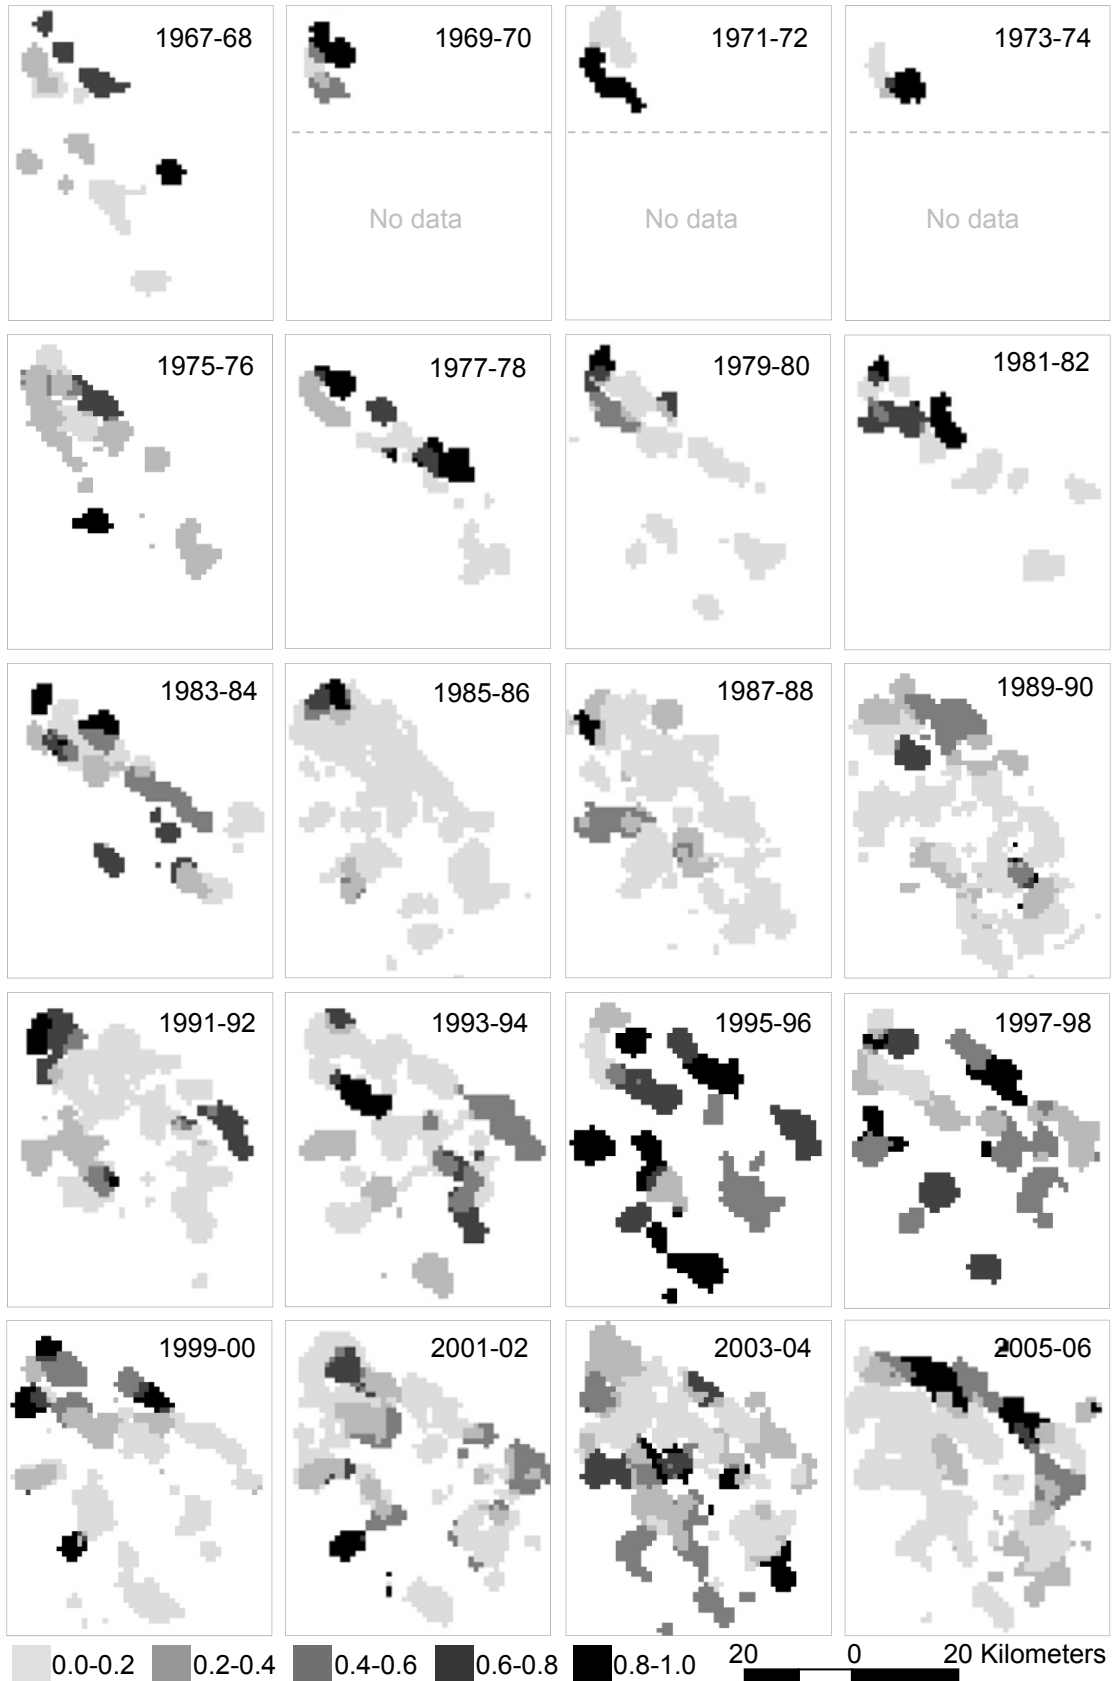 1967-68 1969-70 1971-72 1973-74
No data No data No data
1975-76 1977-78 1979-80 1981-82
1983-84 1985-86 1987-88 1989-90
1991-92 1993-94 1995-96 1997-98
1999-00 2001-02 2003-04 2005-06
0.0-0.2 0.2-0.4 0.4-0.6 0.6-0.8 0.8-1.0 20 0 20 Kilometers